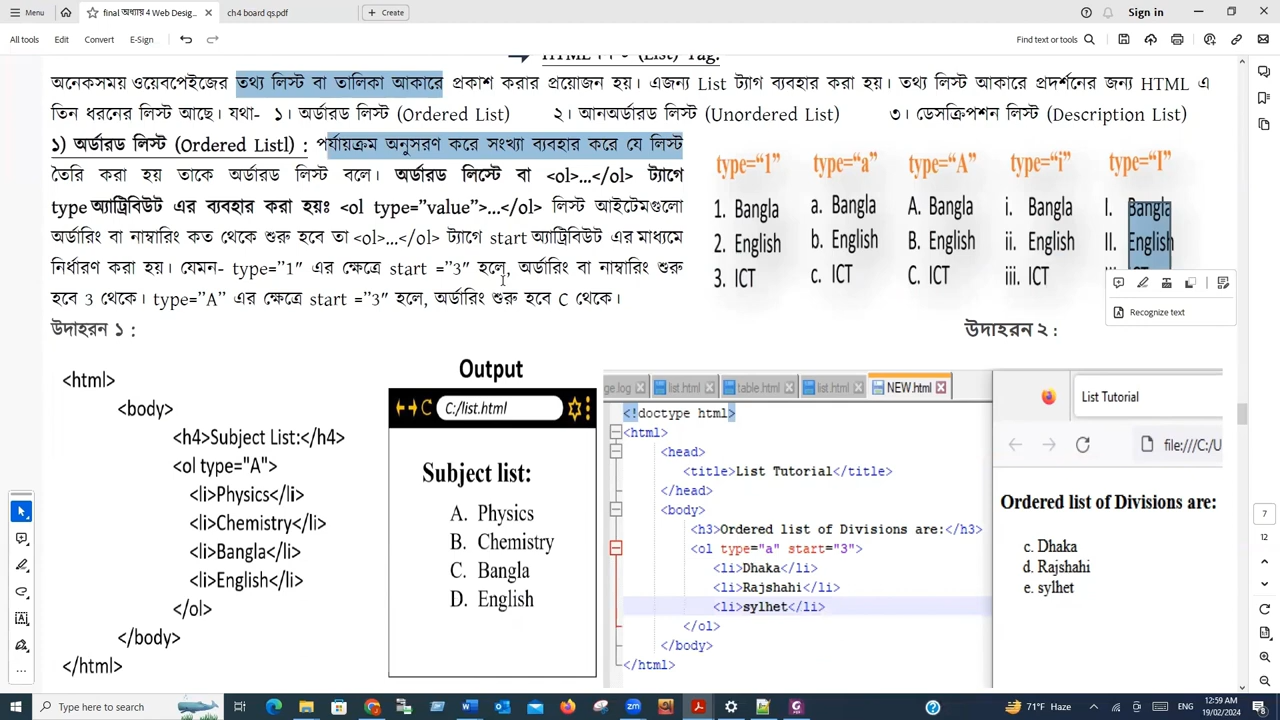 Menu
final অধ্যায় 4 Web Desig...
ch4 board qs.pdf
Create
Sign in
All tools
Edit
Convert
E-Sign
Find text or tools
(List) Tag:
অনেকসময় ওয়েবপেইজের তথ্য লিস্ট বা তালিকা আকারে প্রকাশ করার প্রয়োজন হয়। এজন্য List ট্যাগ ব্যবহার করা হয়। তথ্য লিস্ট আকারে প্রদর্শনের জন্য HTML এ
তিন ধরনের লিস্ট আছে। যথা- ১। অর্ডারড লিস্ট (Ordered List) ২। আনঅর্ডারড লিস্ট (Unordered List) ৩। ডেসক্রিপশন লিস্ট (Description List)
১) অর্ডারড লিস্ট (Ordered Listl) : পর্যায়ক্রম অনুসরণ করে সংখ্যা ব্যবহার করে যে লিস্ট
তৈরি করা হয় তাকে অর্ডারড লিস্ট বলে। অর্ডারড লিস্টে বা <ol>...</ol> ট্যাগে
type অ্যাট্রিবিউট এর ব্যবহার করা হয়ঃ <ol type=”value”>...</ol> লিস্ট আইটেমগুলো
অর্ডারিং বা নাম্বারিং কত থেকে শুরু হবে তা <ol>...</ol> ট্যাগে start অ্যাট্রিবিউট এর মাধ্যমে
নির্ধারণ করা হয়। যেমন- type=”1” এর ক্ষেত্রে start =”3” হলে, অর্ডারিং বা নাম্বারিং শুরু
হবে 3 থেকে। type=”A” এর ক্ষেত্রে start =”3” হলে, অর্ডারিং শুরু হবে C থেকে।
type=“1” type=“a” type=“A” type=“i” type=“I”
1. Bangla a. Bangla A. Bangla i. Bangla I. Bangla
2. English b. English B. English ii. English II. English
3. ICT c. ICT C. ICT iii. ICT
Recognize text
উদাহরন ১ :
উদাহরন ২ :
<html>
<body>
<h4>Subject List:</h4>
<ol type="A">
<li>Physics</li>
<li>Chemistry</li>
<li>Bangla</li>
<li>English</li>
</ol>
</body>
</html>
Output
C:/list.html
Subject list:
A. Physics
B. Chemistry
C. Bangla
D. English
ge.log list.html table.html list.html NEW.html
<!doctype html>
<html>
<head>
<title>List Tutorial</title>
</head>
<body>
<h3>Ordered list of Divisions are:</h3>
<ol type="a" start="3">
<li>Dhaka</li>
<li>Rajshahi</li>
<li>sylhet</li>
</ol>
</body>
</html>
List Tutorial
file:///C:/U
Ordered list of Divisions are:
c. Dhaka
d. Rajshahi
e. sylhet
7
12
Type here to search
71°F Haze
12:59 AM
19/02/2024